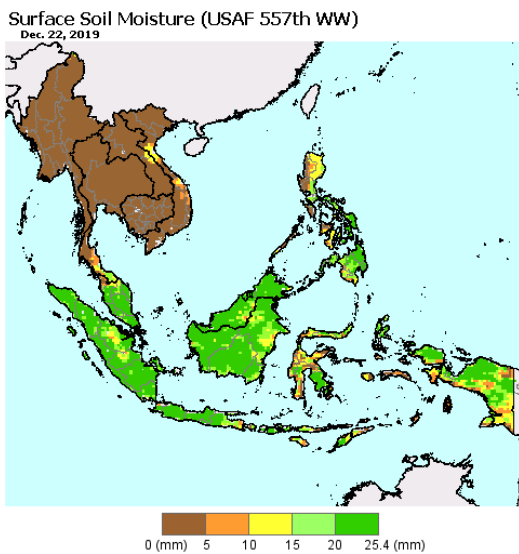 Surface Soil Moisture (USAF 557th WW)
Dec. 22, 2019
0 (mm) 5 10 15 20 25.4 (mm)